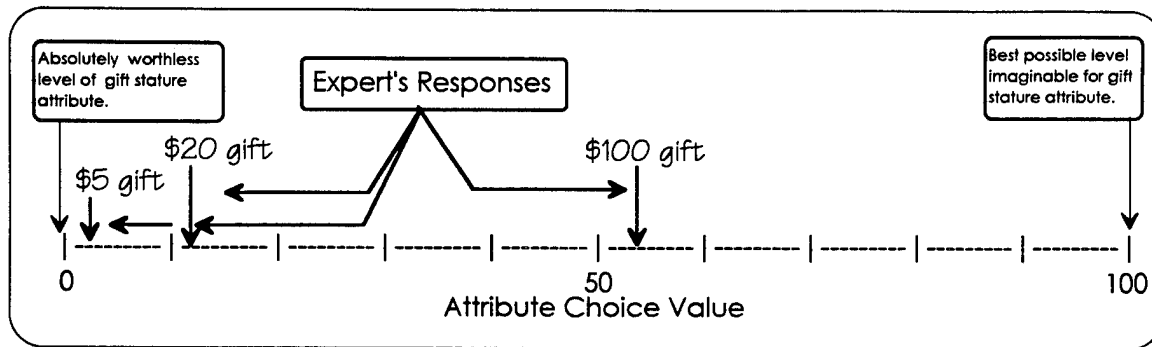 Absolutely worthless
level of gift stature
attribute.
Expert's Responses
Best possible level
imaginable for gift
stature attribute.
$5 gift
$20 gift
$100 gift
0
50
100
Attribute Choice Value